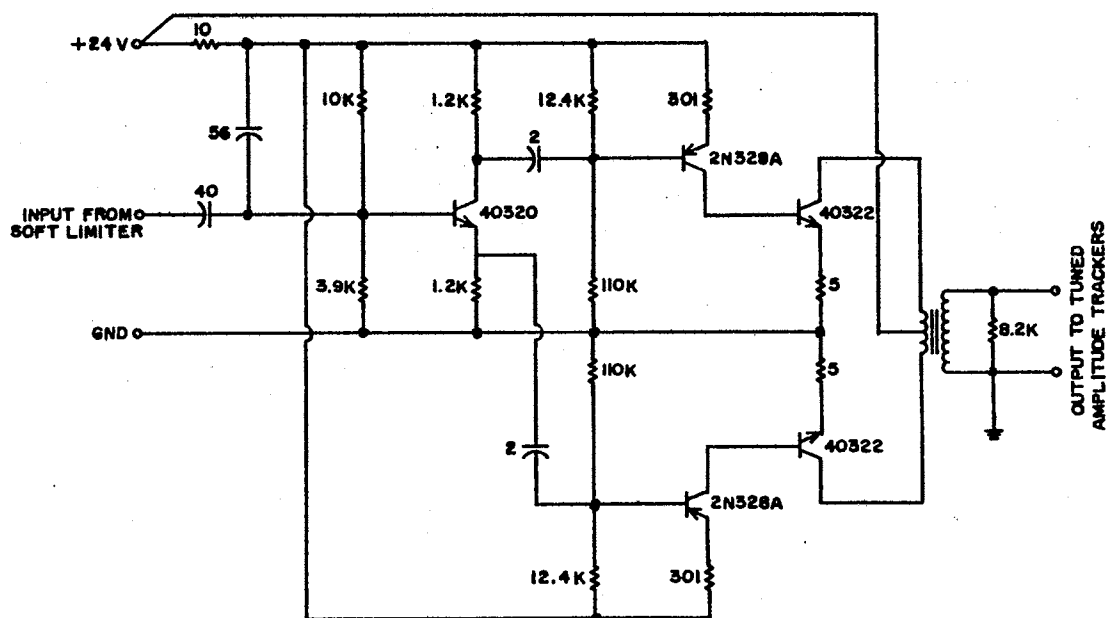 10
+24V
10K
1.2K
12.4K
301
56
2
2N328A
40
INPUT FROM
SOFT LIMITER
40320
40322
3.9K
1.2K
110K
5
GND
8.2K
110K
5
OUTPUT TO TUNED
AMPLITUDE TRACKERS
2
40322
2N328A
12.4K
301